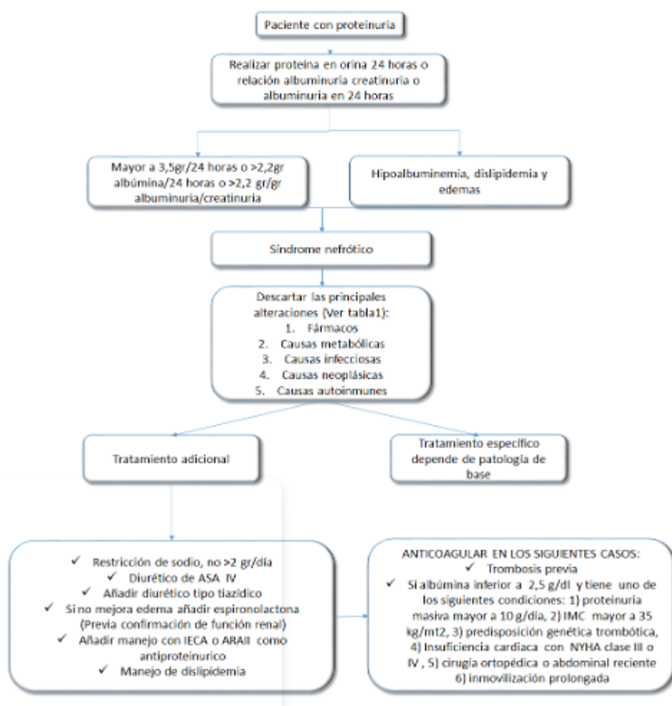 Paciente con proteinuria
Realizar proteína en orina 24 horas o
relación albuminuria creatinuria o
albuminuria en 24 horas
Mayor a 3,5gr/24 horas o >2,2gr
albúmina/24 horas o >2,2 gr/gr
albuminuria/creatinuria
Hipoalbuminemia, dislipidemia y
edemas
Síndrome nefrótico
Descartar las principales
alteraciones (Ver tabla1):
1. Fármacos
2. Causas metabólicas
3. Causas infecciosas
4. Causas neoplásicas
5. Causas autoinmunes
Tratamiento adicional
Tratamiento específico
depende de patología de
base
✓ Restricción de sodio, no >2 gr/día
✓ Diurético de ASA IV
✓ Añadir diurético tipo tiazídico
✓ Si no mejora edema añadir espironolactona
(Previa confirmación de función renal)
✓ Añadir manejo con IECA o ARAII como
antiproteinurico
✓ Manejo de dislipidemia
ANTICOAGULAR EN LOS SIGUIENTES CASOS:
✓ Trombosis previa
✓ Si albúmina inferior a 2,5 g/dl y tiene uno de
los siguientes condiciones: 1) proteinuria
masiva mayor a 10 g/día, 2) IMC mayor a 35
kg/mt2, 3) predisposición genética trombótica,
4) Insuficiencia cardiaca con NYHA clase III o
IV , 5) cirugía ortopédica o abdominal reciente
6) inmovilización prolongada